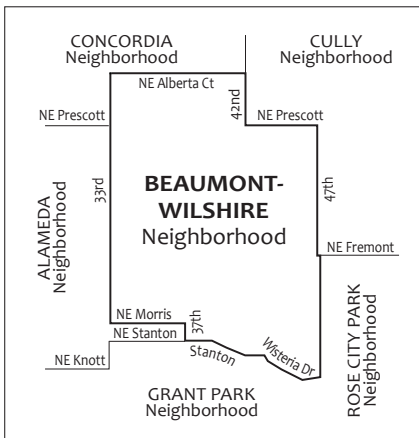 CONCORDIA
Neighborhood
CULLY
Neighborhood
NE Alberta Ct
NE Prescott
42nd
NE Prescott
33rd
BEAUMONT-
WILSHIRE
Neighborhood
47th
ALAMEDA
Neighborhood
NE Fremont
NE Morris
37th
NE Stanton
Stanton
Wisteria Dr
NE Knott
ROSE CITY PARK
Neighborhood
GRANT PARK
Neighborhood